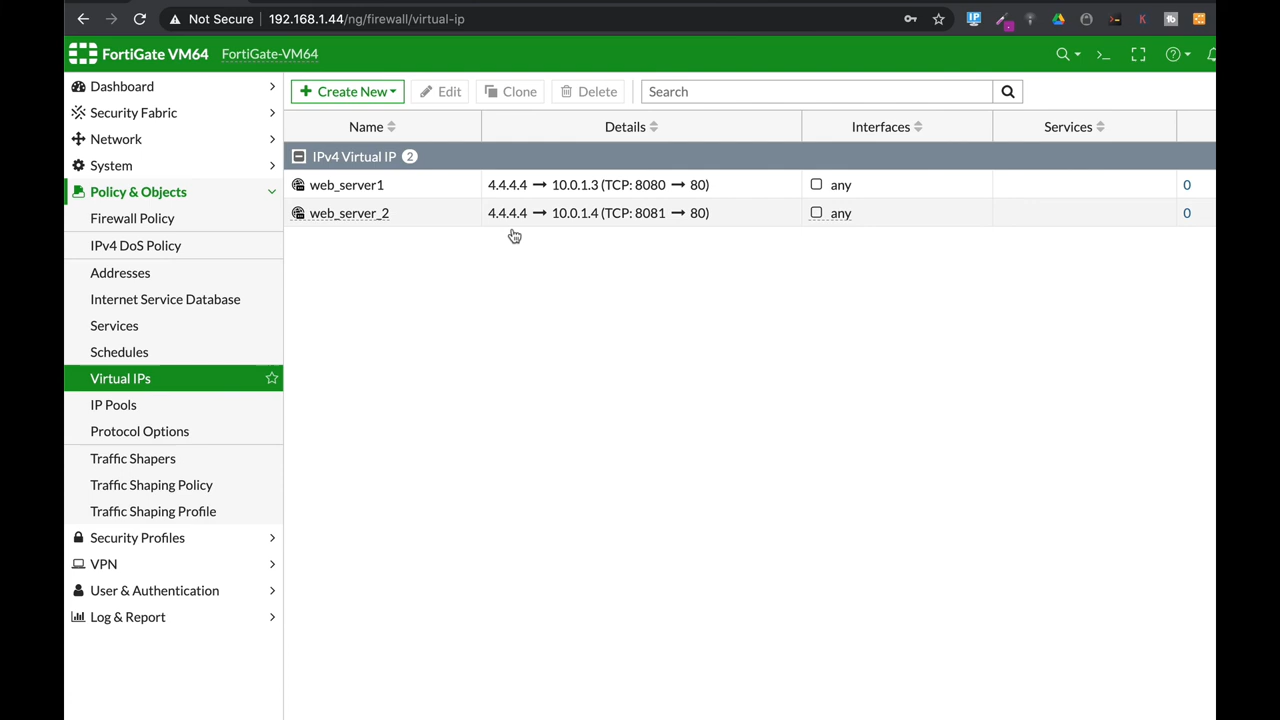 Not Secure | 192.168.1.44/ng/firewall/virtual-ip
IP
K
FortiGate VM64 FortiGate-VM64
Dashboard
Security Fabric
Network
System
Policy & Objects
Firewall Policy
IPv4 DoS Policy
Addresses
Internet Service Database
Services
Schedules
Virtual IPs
IP Pools
Protocol Options
Traffic Shapers
Traffic Shaping Policy
Traffic Shaping Profile
Security Profiles
VPN
User & Authentication
Log & Report
+ Create New Edit Clone Delete Search
Name Details Interfaces Services
IPv4 Virtual IP 2
web_server1 4.4.4.4 → 10.0.1.3 (TCP: 8080 → 80) any 0
web_server_2 4.4.4.4 → 10.0.1.4 (TCP: 8081 → 80) any 0